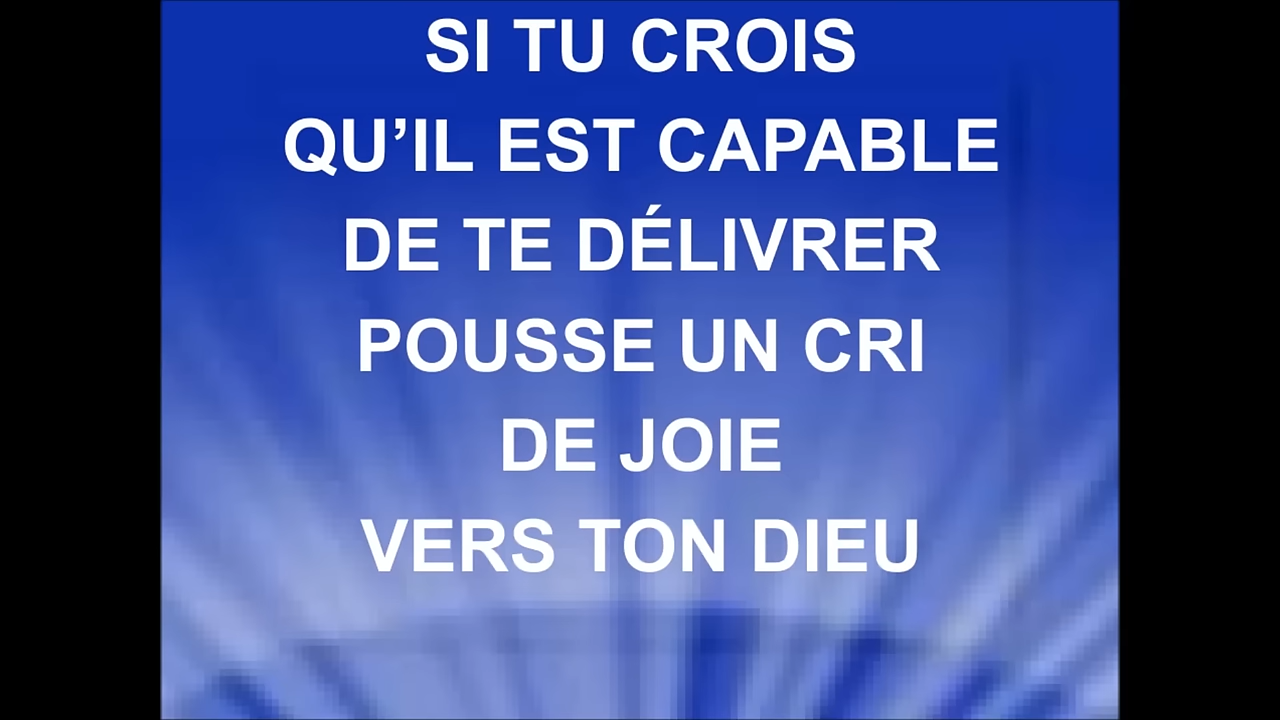 SI TU CROIS
QU’IL EST CAPABLE
DE TE DÉLIVRER
POUSSE UN CRI
DE JOIE
VERS TON DIEU